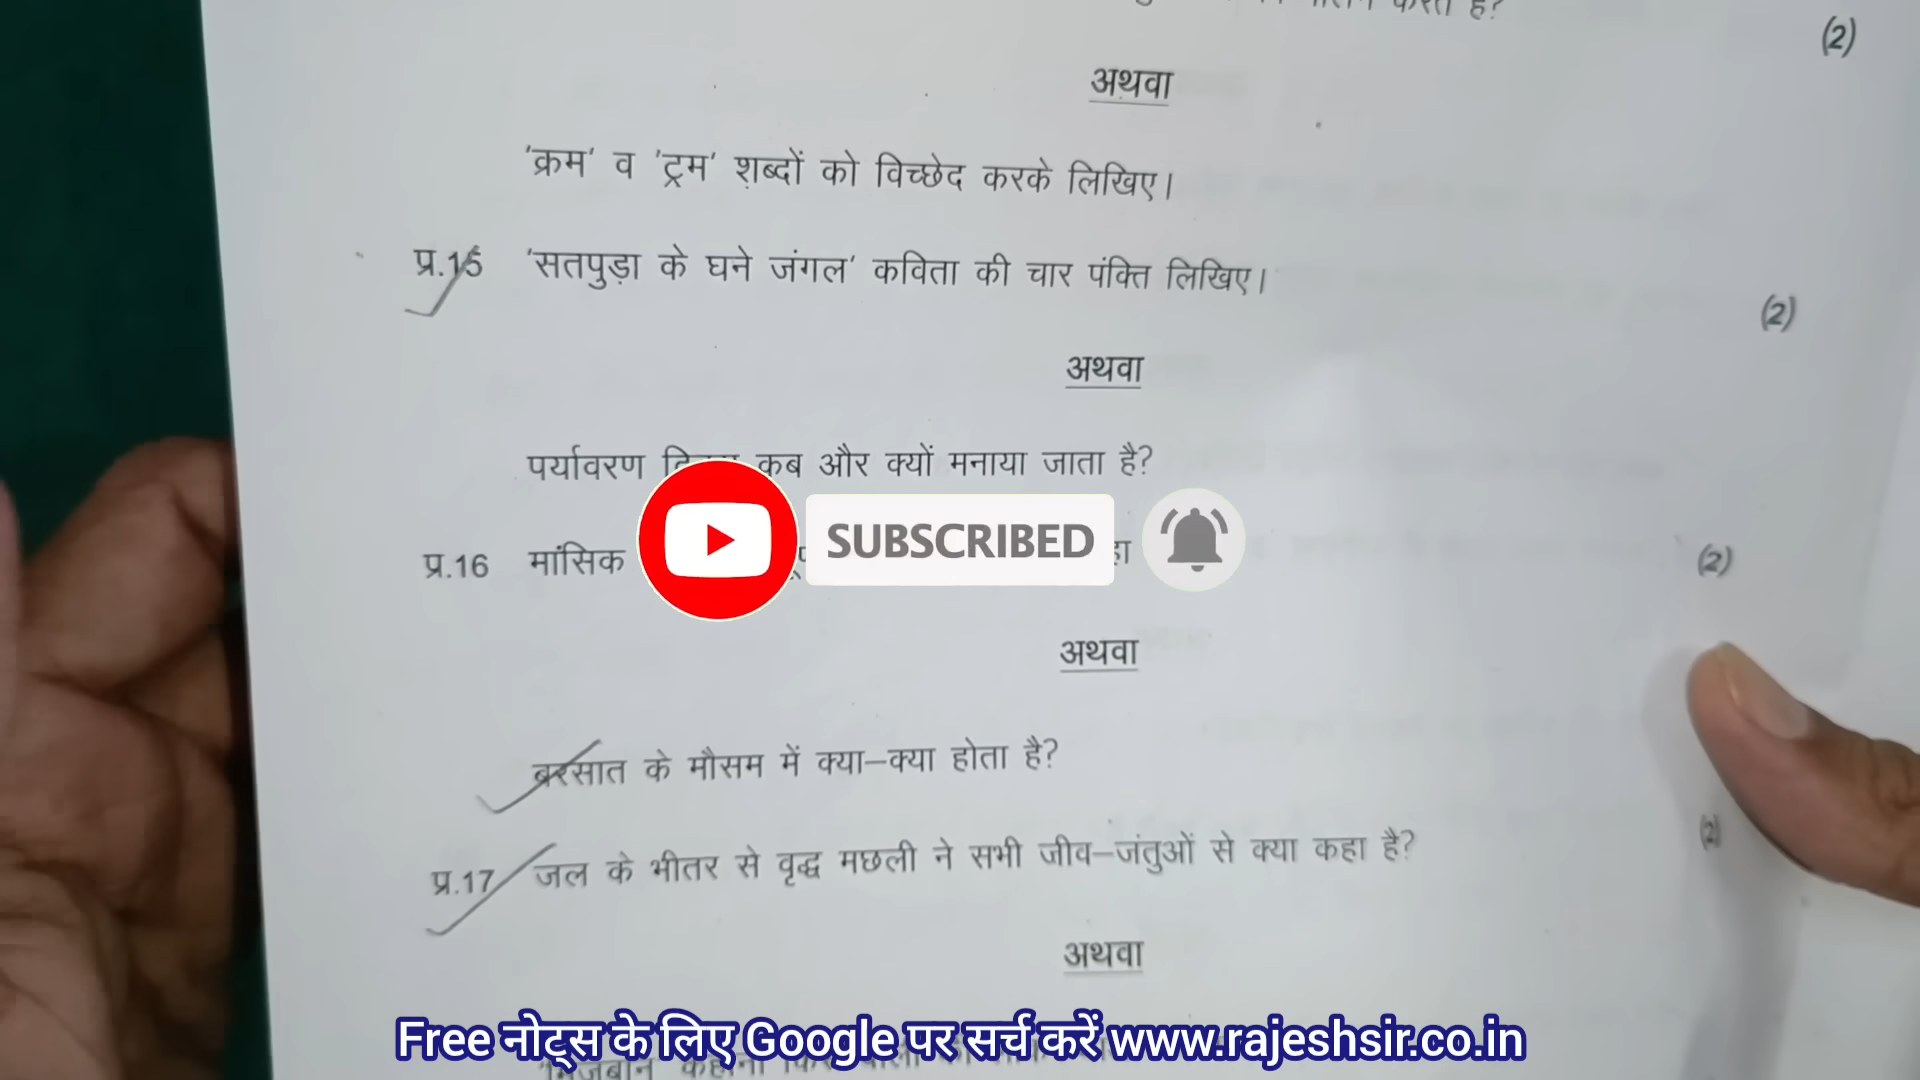 करते है?
(2)
अथवा
'क्रम' व 'ट्रम' शब्दों को विच्छेद करके लिखिए।
प्र.15 'सतपुड़ा के घने जंगल' कविता की चार पंक्ति लिखिए।
(2)
अथवा
पर्यावरण कब और क्यों मनाया जाता है?
प्र.16 मांसिक
(2)
SUBSCRIBED
अथवा
बरसात के मौसम में क्या–क्या होता है?
प्र.17 जल के भीतर से वृद्ध मछली ने सभी जीव–जंतुओं से क्या कहा है?
(2)
अथवा
Free नोट्स के लिए Google पर सर्च करें www.rajeshsir.co.in